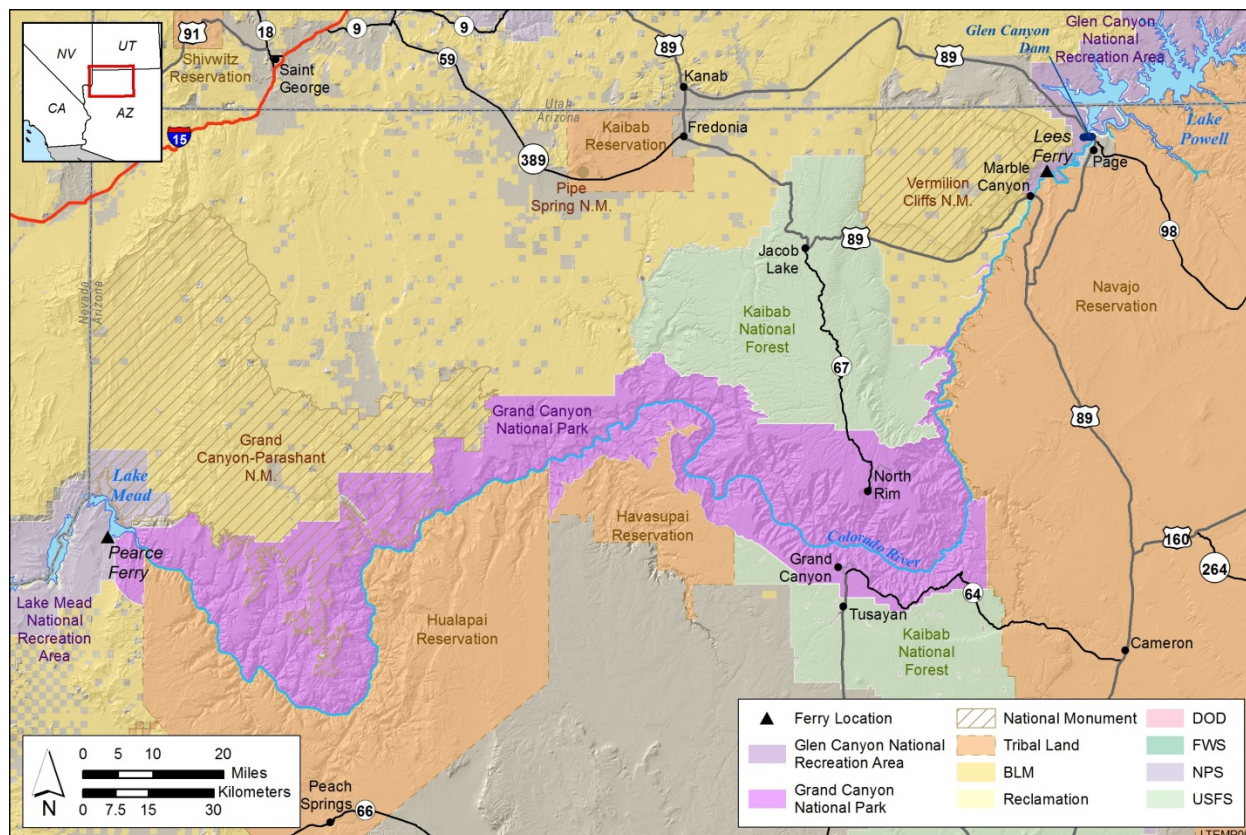 NV
UT
CA
AZ
91
18
9
9
59
Shivwitz
Reservation
Saint
George
15
89
Kanab
89
Glen Canyon
Dam
Glen Canyon
National
Recreation Area
Utah
Arizona
Fredonia
Kaibab
Reservation
389
Pipe
Spring N.M.
Lees
Ferry
Page
Lake
Powell
Marble
Canyon
Vermilion
Cliffs N.M.
98
89
Jacob
Lake
Navajo
Reservation
Nevada
Arizona
Kaibab
National
Forest
67
89
Grand Canyon
National Park
Grand
Canyon-Parashant
N.M.
North
Rim
Lake
Mead
Pearce
Ferry
Havasupai
Reservation
Colorado River
Grand
Canyon
160
264
64
Tusayan
Lake Mead
National
Recreation
Area
Hualapai
Reservation
Kaibab
National
Forest
Cameron
N
0 5 10 20
Miles
Kilometers
0 7.5 15 30
Peach
Springs
66
Ferry Location
Glen Canyon National
Recreation Area
Grand Canyon
National Park
National Monument
Tribal Land
BLM
Reclamation
DOD
FWS
NPS
USFS